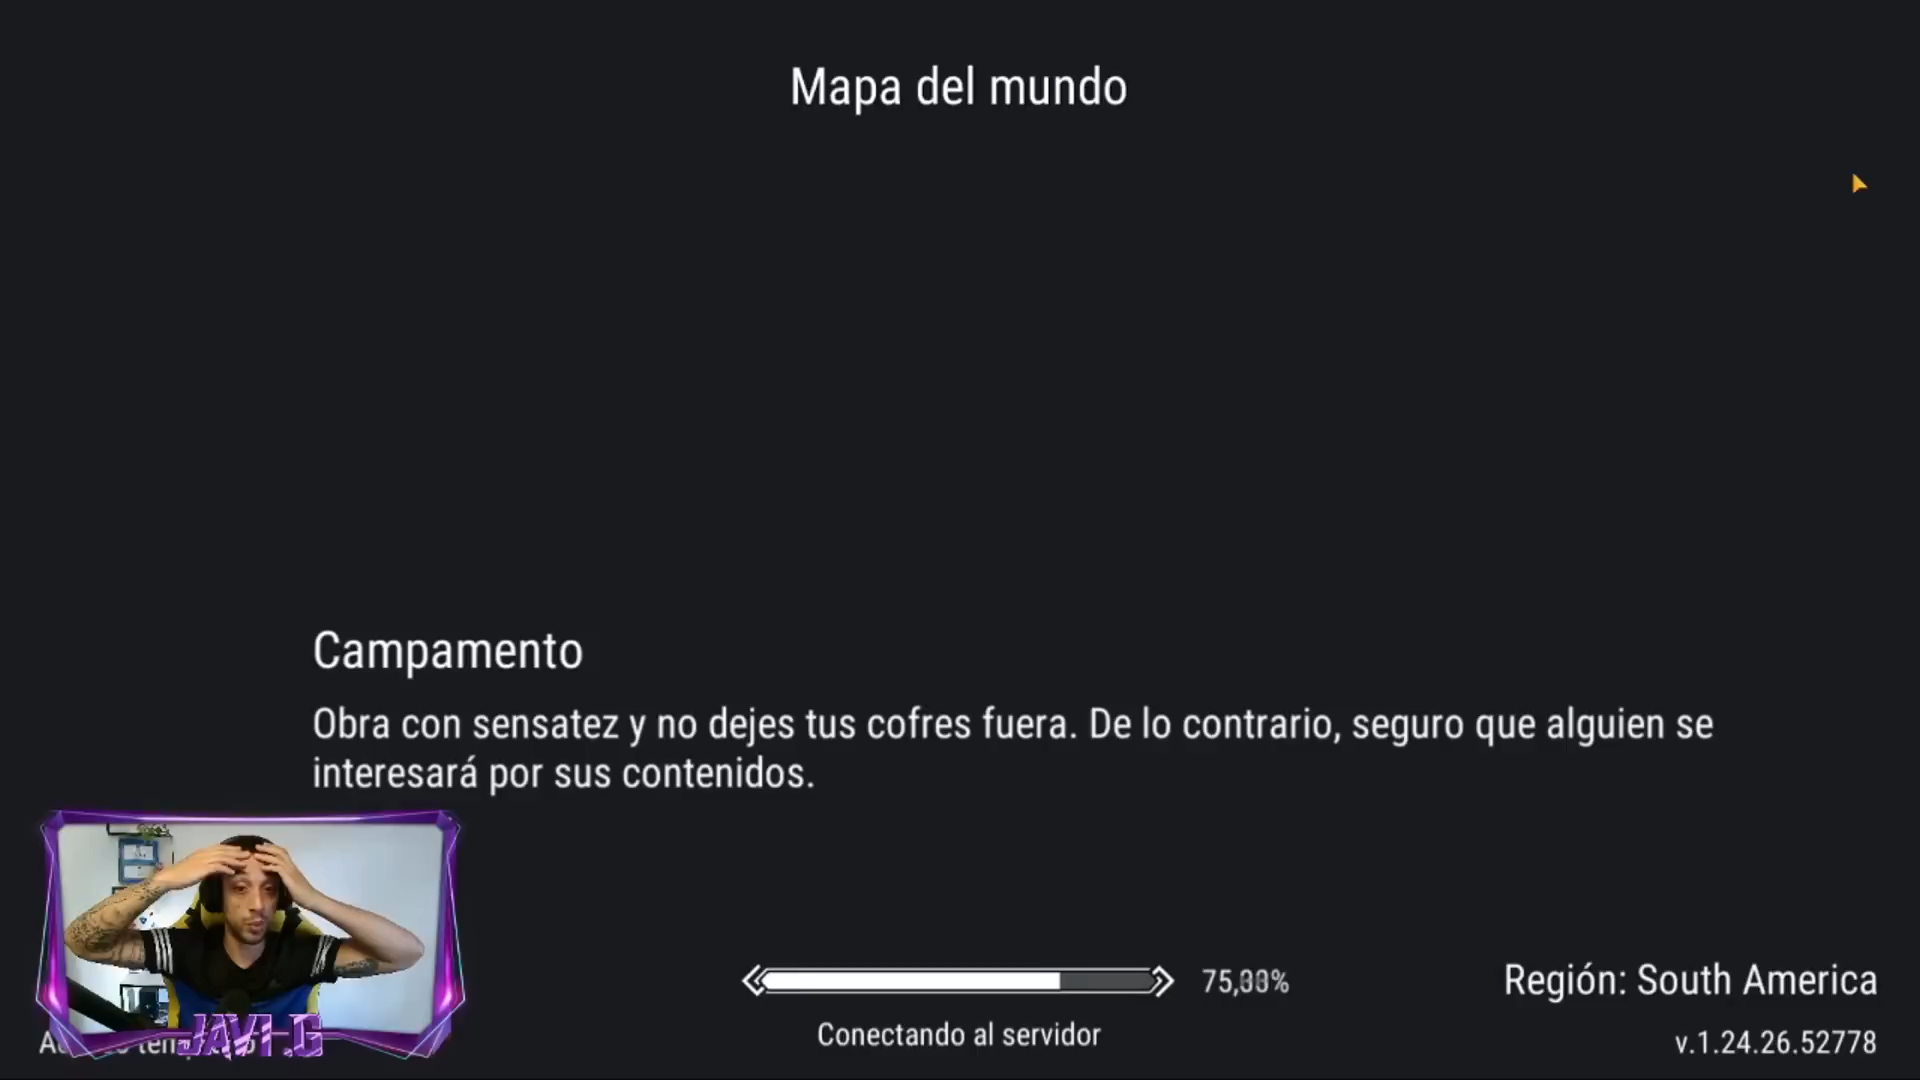 Mapa del mundo
Campamento
Obra con sensatez y no dejes tus cofres fuera. De lo contrario, seguro que alguien se
interesará por sus contenidos.
75,00%
Región: South America
JAVI.G
Conectando al servidor
v.1.24.26.52778